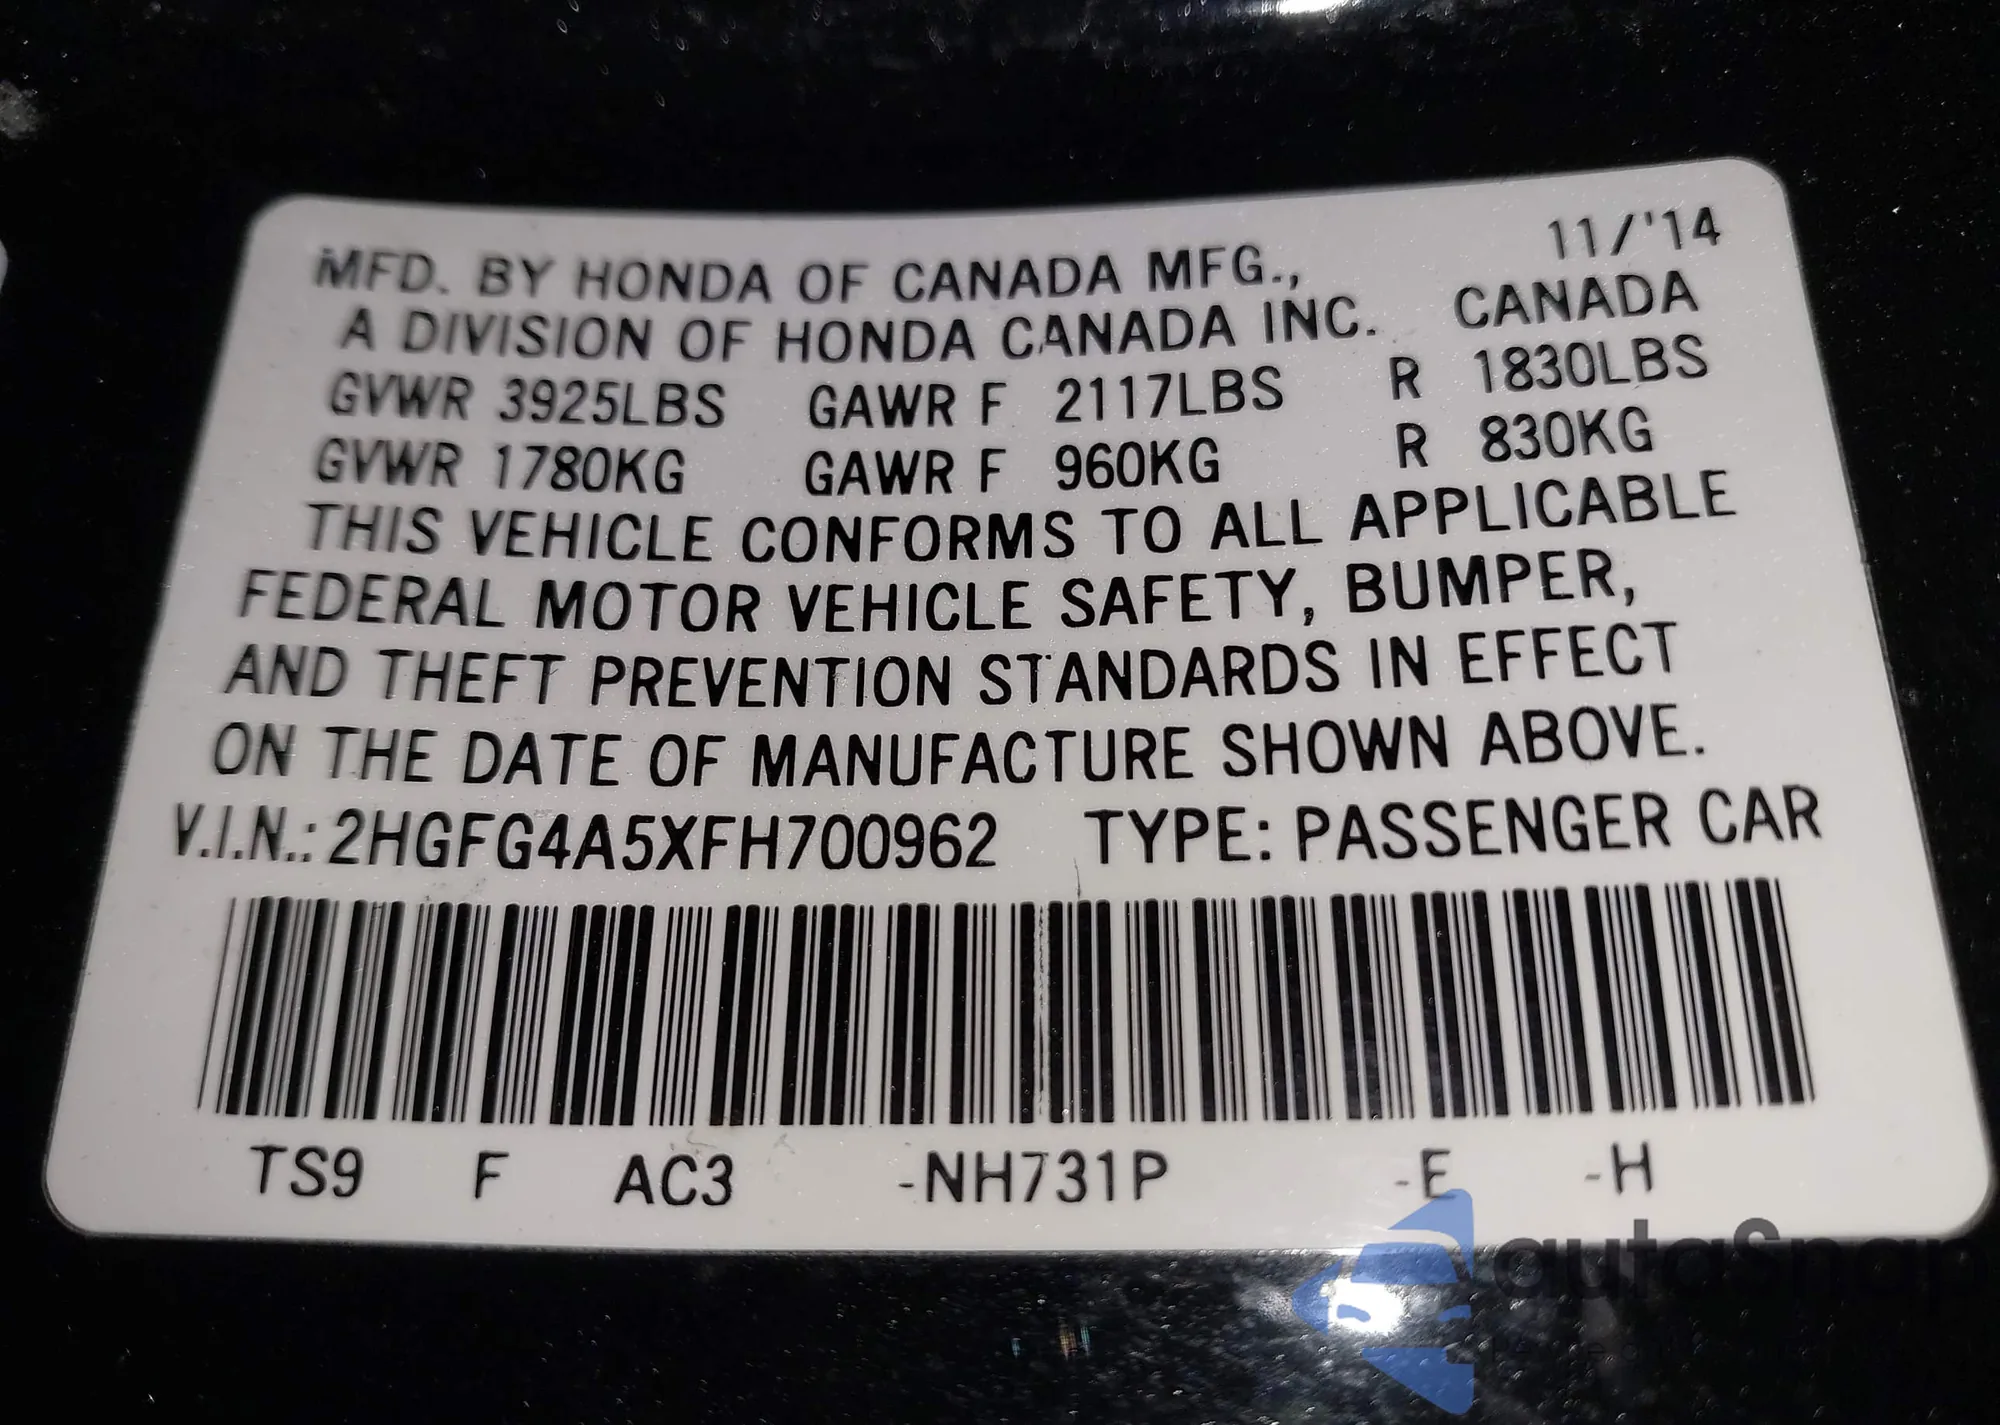 11/'14
MFD. BY HONDA OF CANADA MFG.,
A DIVISION OF HONDA CANADA INC. CANADA
GVWR 3925LBS GAWR F 2117LBS R 1830LBS
GVWR 1780KG GAWR F 960KG R 830KG
THIS VEHICLE CONFORMS TO ALL APPLICABLE
FEDERAL MOTOR VEHICLE SAFETY, BUMPER,
AND THEFT PREVENTION STANDARDS IN EFFECT
ON THE DATE OF MANUFACTURE SHOWN ABOVE.
V.I.N.: 2HGFG4A5XFH700962 TYPE: PASSENGER CAR
TS9 F AC3 -NH731P -E -H
autoSnap